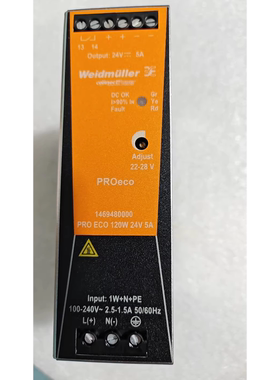 13 14 + + - -
Output: 24V⎓ 5A
Weidmüller
DC OK Gr
I>90% Ye
Fault Rd
Adjust
22-28 V
PROeco
1469480000
PRO ECO 120W 24V 5A
Input: 1W+N+PE
100-240V~ 2.5-1.5A 50/60Hz
L(+) N(-)